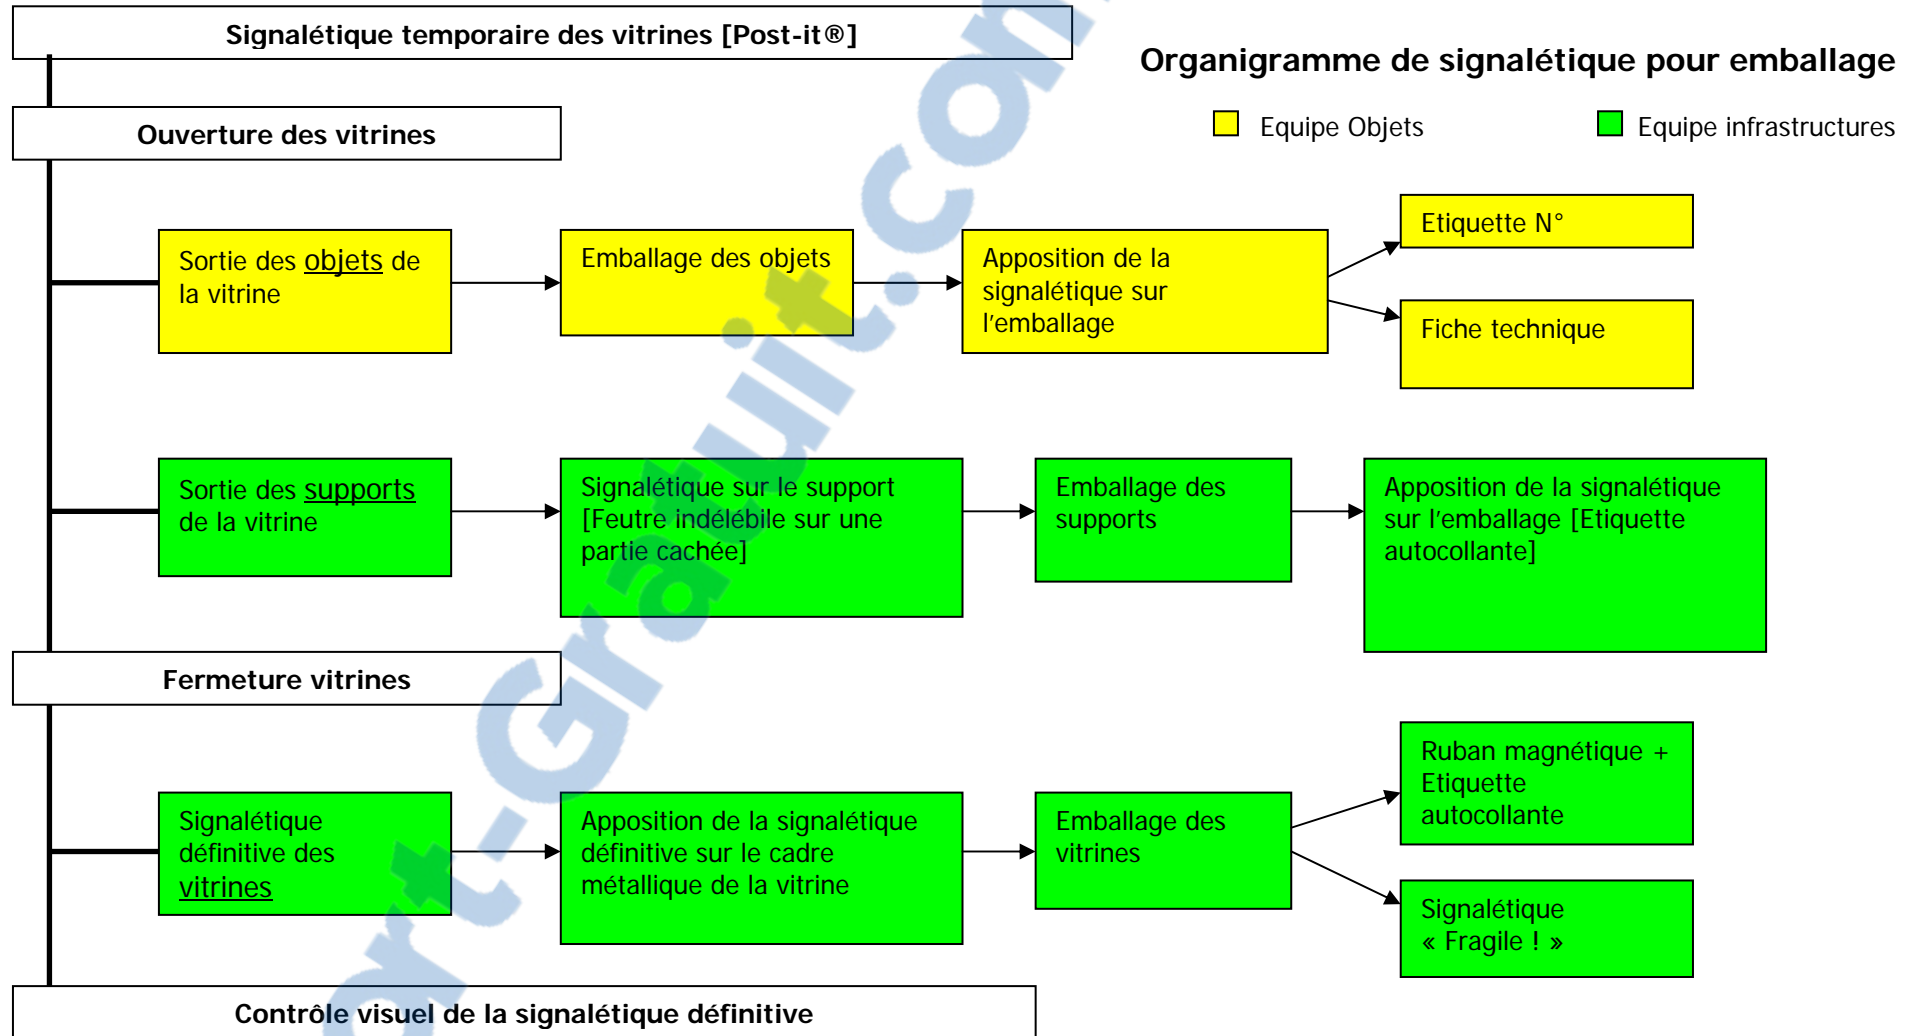 Signalétique temporaire des vitrines [Post-it®]
Organigramme de signalétique pour emballage
Equipe Objets
Equipe infrastructures
Ouverture des vitrines
Sortie des objets de
la vitrine
Emballage des objets
Apposition de la
signalétique sur
l'emballage
Etiquette N°
Fiche technique
Sortie des supports
de la vitrine
Signalétique sur le support
[Feutre indélébile sur une
partie cachée]
Emballage des
supports
Apposition de la signalétique
sur l'emballage [Etiquette
autocollante]
Fermeture vitrines
Signalétique
définitive des
vitrines
Apposition de la signalétique
définitive sur le cadre
métallique de la vitrine
Emballage des
vitrines
Ruban magnétique +
Etiquette
autocollante
Signalétique
« Fragile ! »
Contrôle visuel de la signalétique définitive
rt-Gratuit.com